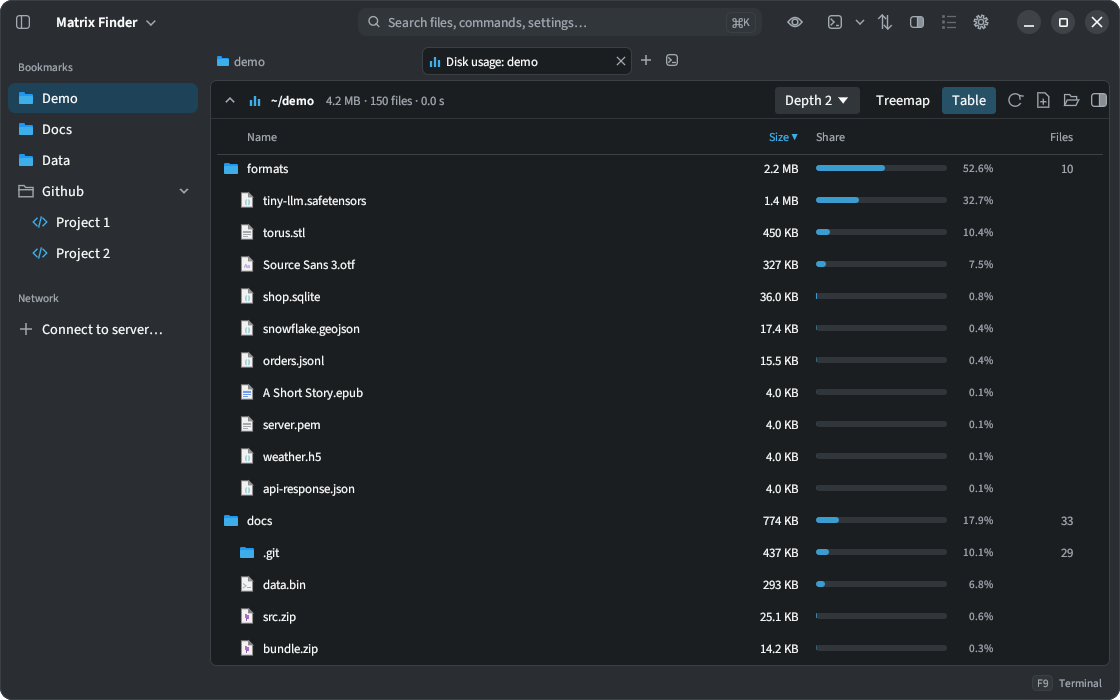 Matrix Finder
Search files, commands, settings…
⌘K
Bookmarks
Demo
Docs
Data
Github
Project 1
Project 2
Network
Connect to server…
demo
Disk usage: demo
~/demo 4.2 MB · 150 files · 0.0 s
Depth 2 Treemap Table
Name Size Share Files
formats 2.2 MB 52.6% 10
tiny-llm.safetensors 1.4 MB 32.7%
torus.stl 450 KB 10.4%
Source Sans 3.otf 327 KB 7.5%
shop.sqlite 36.0 KB 0.8%
snowflake.geojson 17.4 KB 0.4%
orders.jsonl 15.5 KB 0.4%
A Short Story.epub 4.0 KB 0.1%
server.pem 4.0 KB 0.1%
weather.h5 4.0 KB 0.1%
api-response.json 4.0 KB 0.1%
docs 774 KB 17.9% 33
.git 437 KB 10.1% 29
data.bin 293 KB 6.8%
src.zip 25.1 KB 0.6%
bundle.zip 14.2 KB 0.3%
F9 Terminal